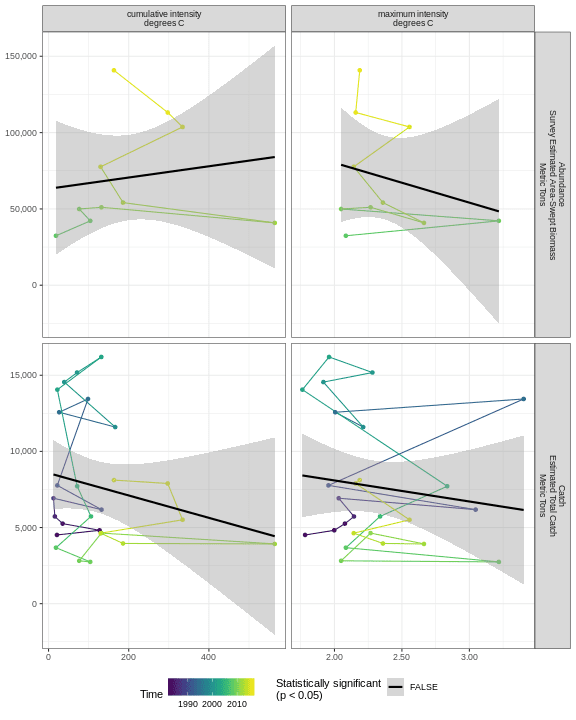 cumulative intensity
degrees C
maximum intensity
degrees C
150,000
100,000
50,000
0
Abundance
Survey Estimated Area-Swept Biomass
Metric Tons
15,000
10,000
5,000
0
Catch
Estimated Total Catch
Metric Tons
0 200 400
2.00 2.50 3.00
Time
1990 2000 2010
Statistically significant
(p < 0.05)
FALSE